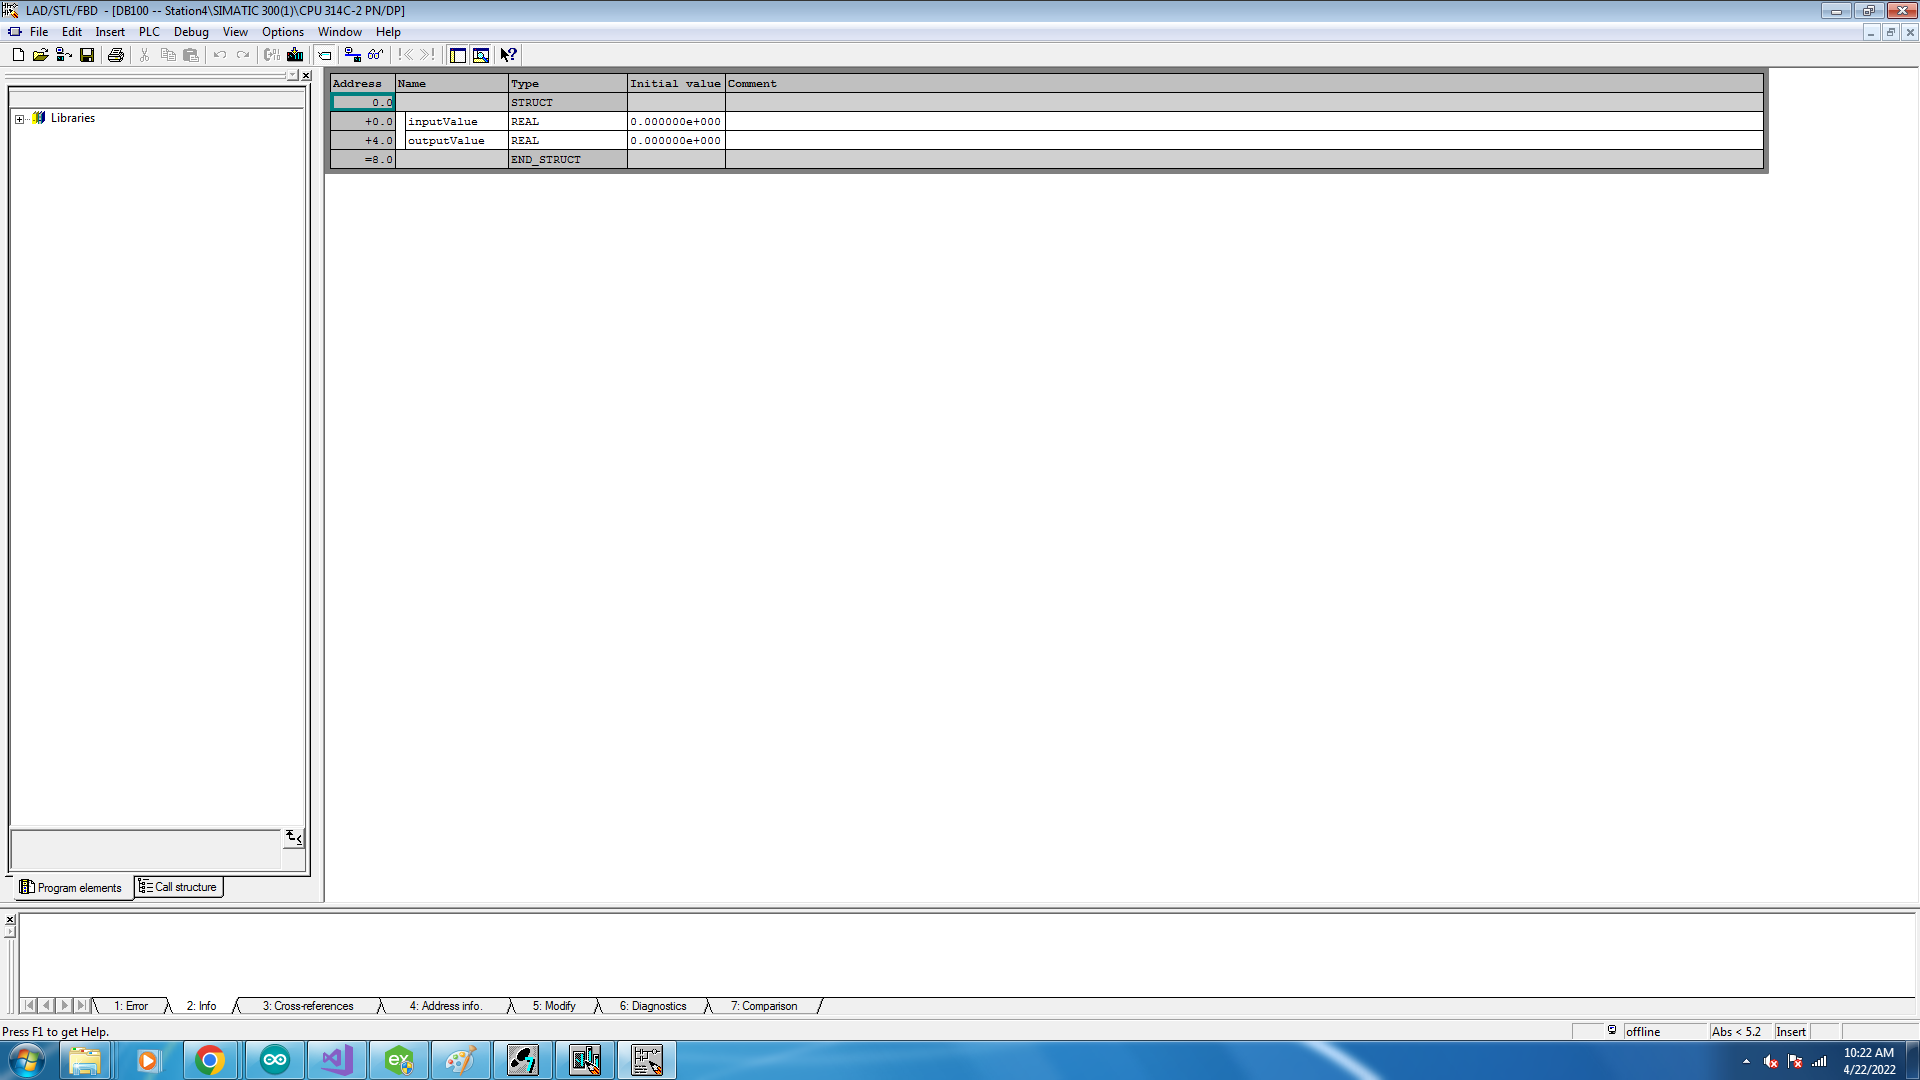 LAD/STL/FBD - [DB100 -- Station4\SIMATIC 300(1)\CPU 314C-2 PN/DP]
File Edit Insert PLC Debug View Options Window Help
Libraries
Program elements Call structure
Address Name Type Initial value Comment
0.0 STRUCT
+0.0 inputValue REAL 0.000000e+000
+4.0 outputValue REAL 0.000000e+000
=8.0 END_STRUCT
1: Error 2: Info 3: Cross-references 4: Address info. 5: Modify 6: Diagnostics 7: Comparison
Press F1 to get Help.
offline Abs < 5.2 Insert
ex
10:22 AM
4/22/2022